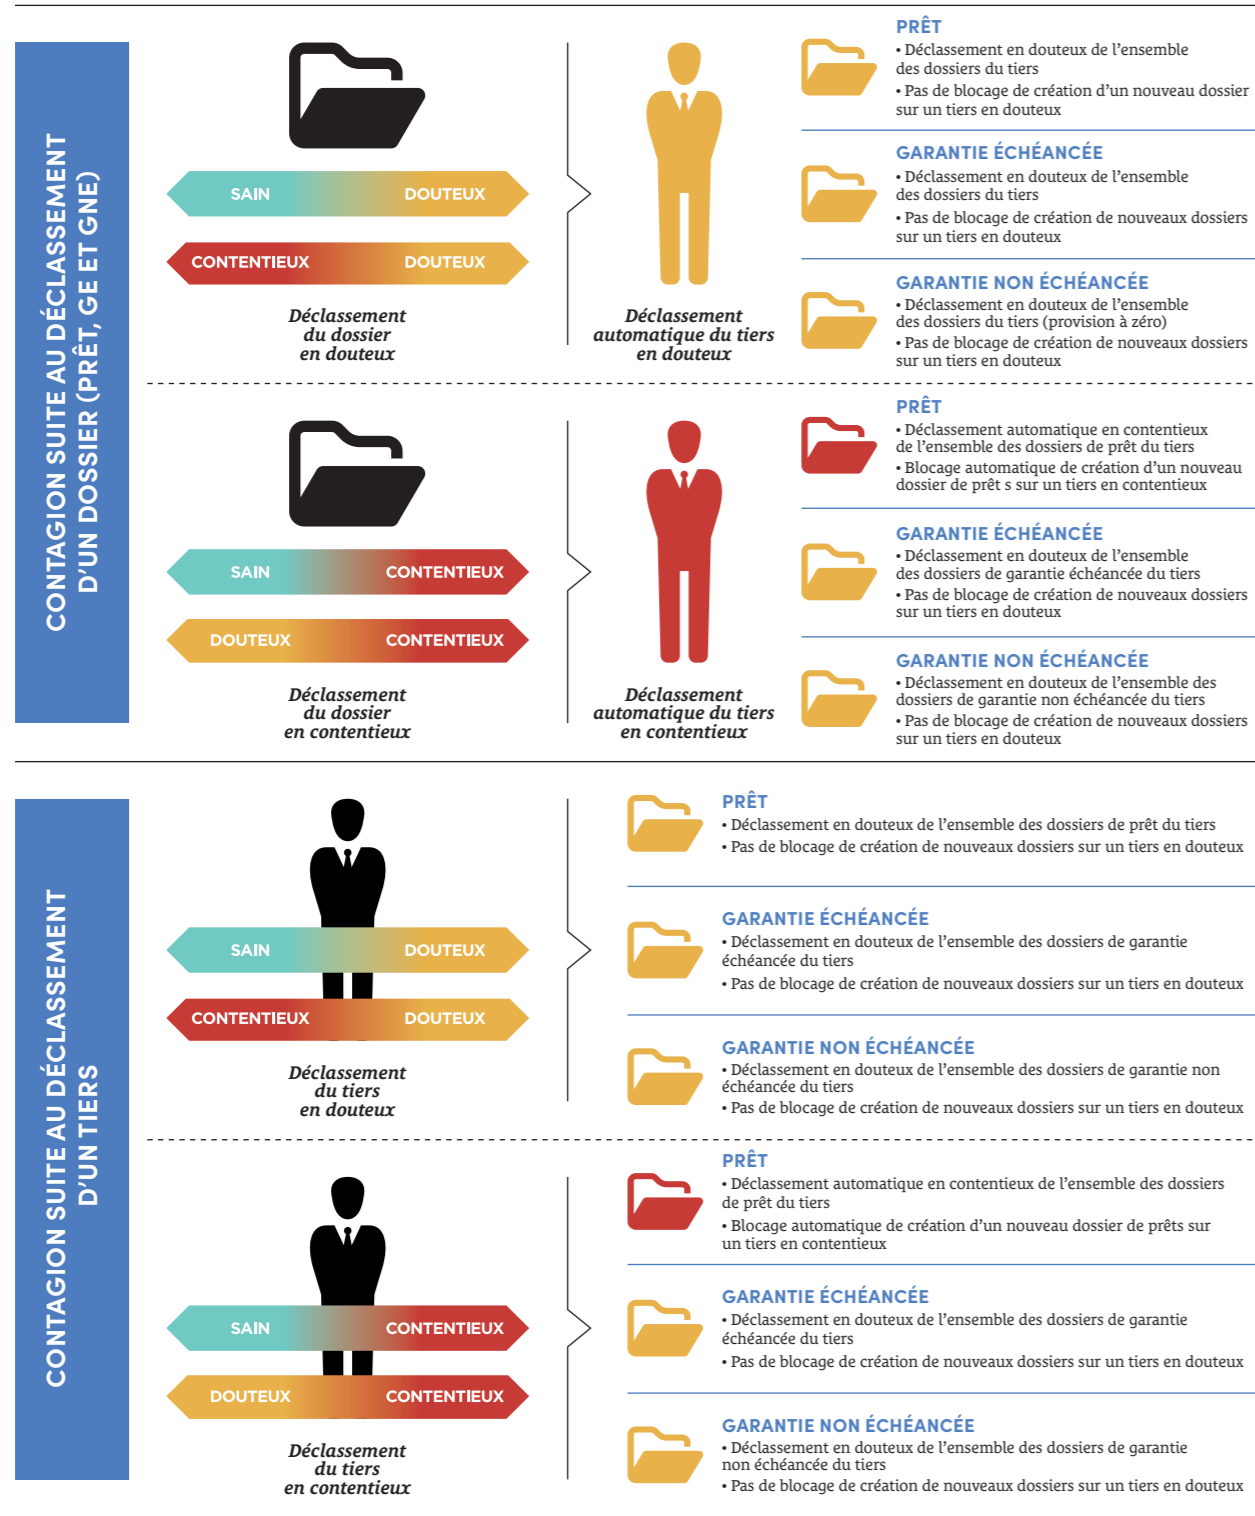 CONTAGION SUITE AU DÉCLASSEMENT
D'UN DOSSIER (PRÊT, GE ET GNE)
SAIN DOUTEUX
CONTENTIEUX DOUTEUX
Déclassement
du dossier
en douteux
Déclassement
automatique du tiers
en douteux
PRÊT
• Déclassement en douteux de l'ensemble
des dossiers du tiers
• Pas de blocage de création d'un nouveau dossier
sur un tiers en douteux
GARANTIE ÉCHÉANCÉE
• Déclassement en douteux de l'ensemble
des dossiers du tiers
• Pas de blocage de création de nouveaux dossiers
sur un tiers en douteux
GARANTIE NON ÉCHÉANCÉE
• Déclassement en douteux de l'ensemble
des dossiers du tiers (provision à zéro)
• Pas de blocage de création de nouveaux dossiers
sur un tiers en douteux
SAIN CONTENTIEUX
DOUTEUX CONTENTIEUX
Déclassement
du dossier
en contentieux
Déclassement
automatique du tiers
en contentieux
PRÊT
• Déclassement automatique en contentieux
de l'ensemble des dossiers de prêt du tiers
• Blocage automatique de création d'un nouveau
dossier de prêt s sur un tiers en contentieux
GARANTIE ÉCHÉANCÉE
• Déclassement en douteux de l'ensemble
des dossiers de garantie échéancée du tiers
• Pas de blocage de création de nouveaux dossiers
sur un tiers en douteux
GARANTIE NON ÉCHÉANCÉE
• Déclassement en douteux de l'ensemble des
dossiers de garantie non échéancée du tiers
• Pas de blocage de création de nouveaux dossiers
sur un tiers en douteux
CONTAGION SUITE AU DÉCLASSEMENT
D'UN TIERS
SAIN DOUTEUX
CONTENTIEUX DOUTEUX
Déclassement
du tiers
en douteux
PRÊT
• Déclassement en douteux de l'ensemble des dossiers de prêt du tiers
• Pas de blocage de création de nouveaux dossiers sur un tiers en douteux
GARANTIE ÉCHÉANCÉE
• Déclassement en douteux de l'ensemble des dossiers de garantie
échéancée du tiers
• Pas de blocage de création de nouveaux dossiers sur un tiers en douteux
GARANTIE NON ÉCHÉANCÉE
• Déclassement en douteux de l'ensemble des dossiers de garantie non
échéancée du tiers
• Pas de blocage de création de nouveaux dossiers sur un tiers en douteux
SAIN CONTENTIEUX
DOUTEUX CONTENTIEUX
Déclassement
du tiers
en contentieux
PRÊT
• Déclassement automatique en contentieux de l'ensemble des dossiers
de prêt du tiers
• Blocage automatique de création d'un nouveau dossier de prêts sur
un tiers en contentieux
GARANTIE ÉCHÉANCÉE
• Déclassement en douteux de l'ensemble des dossiers de garantie
échéancée du tiers
• Pas de blocage de création de nouveaux dossiers sur un tiers en douteux
GARANTIE NON ÉCHÉANCÉE
• Déclassement en douteux de l'ensemble des dossiers de garantie
non échéancée du tiers
• Pas de blocage de création de nouveaux dossiers sur un tiers en douteux